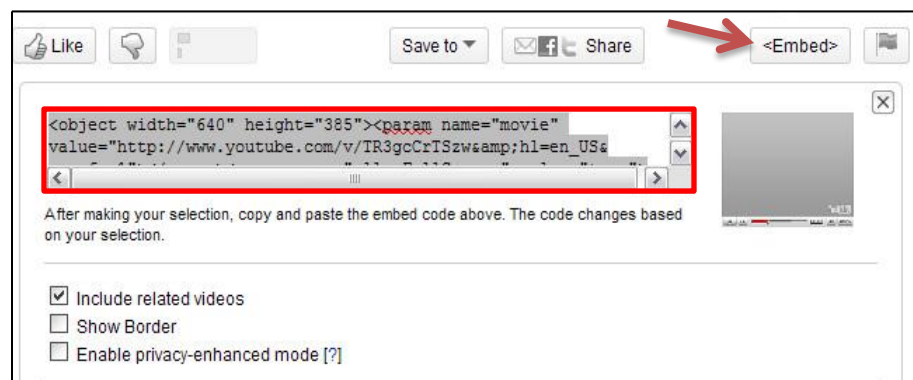 Like
Save to
Share
<Embed>
<object width="640" height="385"><param name="movie"
value="http://www.youtube.com/v/TR3gcCrTSzw&amp;hl=en_US&
After making your selection, copy and paste the embed code above. The code changes based
on your selection.
Include related videos
Show Border
Enable privacy-enhanced mode [?]